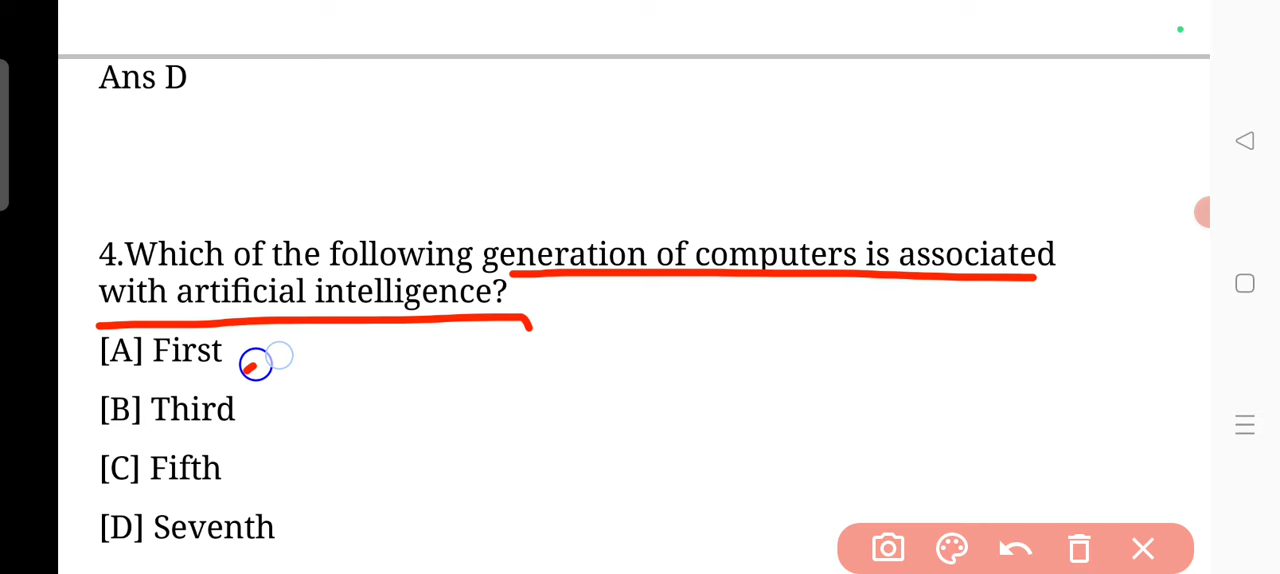 Ans D
4.Which of the following generation of computers is associated
with artificial intelligence?
[A] First
[B] Third
[C] Fifth
[D] Seventh